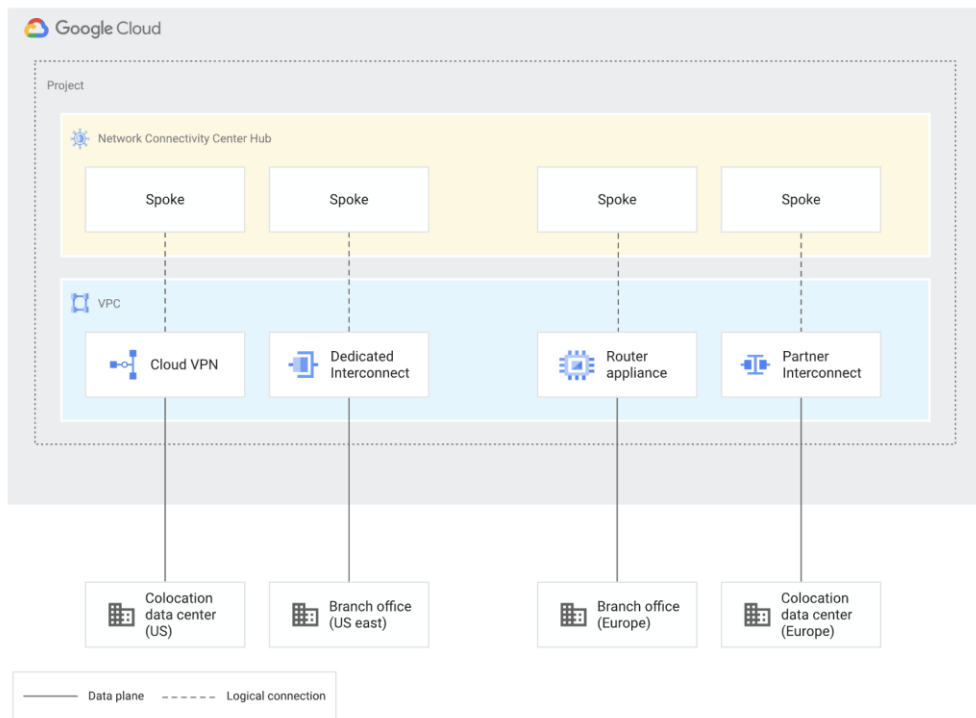 Google Cloud
Project
Network Connectivity Center Hub
Spoke
Spoke
Spoke
Spoke
VPC
Cloud VPN
Dedicated
Interconnect
Router
appliance
Partner
Interconnect
Colocation
data center
(US)
Branch office
(US east)
Branch office
(Europe)
Colocation
data center
(Europe)
Data plane
Logical connection